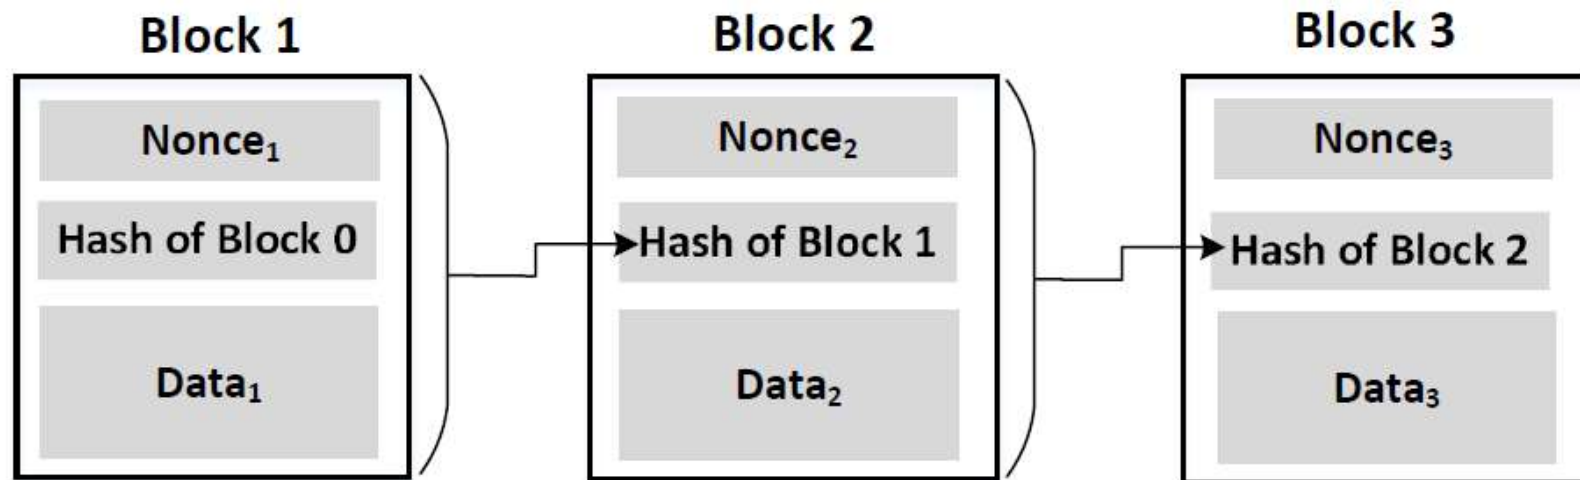 Block 1
Nonce₁
Hash of Block 0
Data₁
Block 2
Nonce₂
Hash of Block 1
Data₂
Block 3
Nonce₃
Hash of Block 2
Data₃